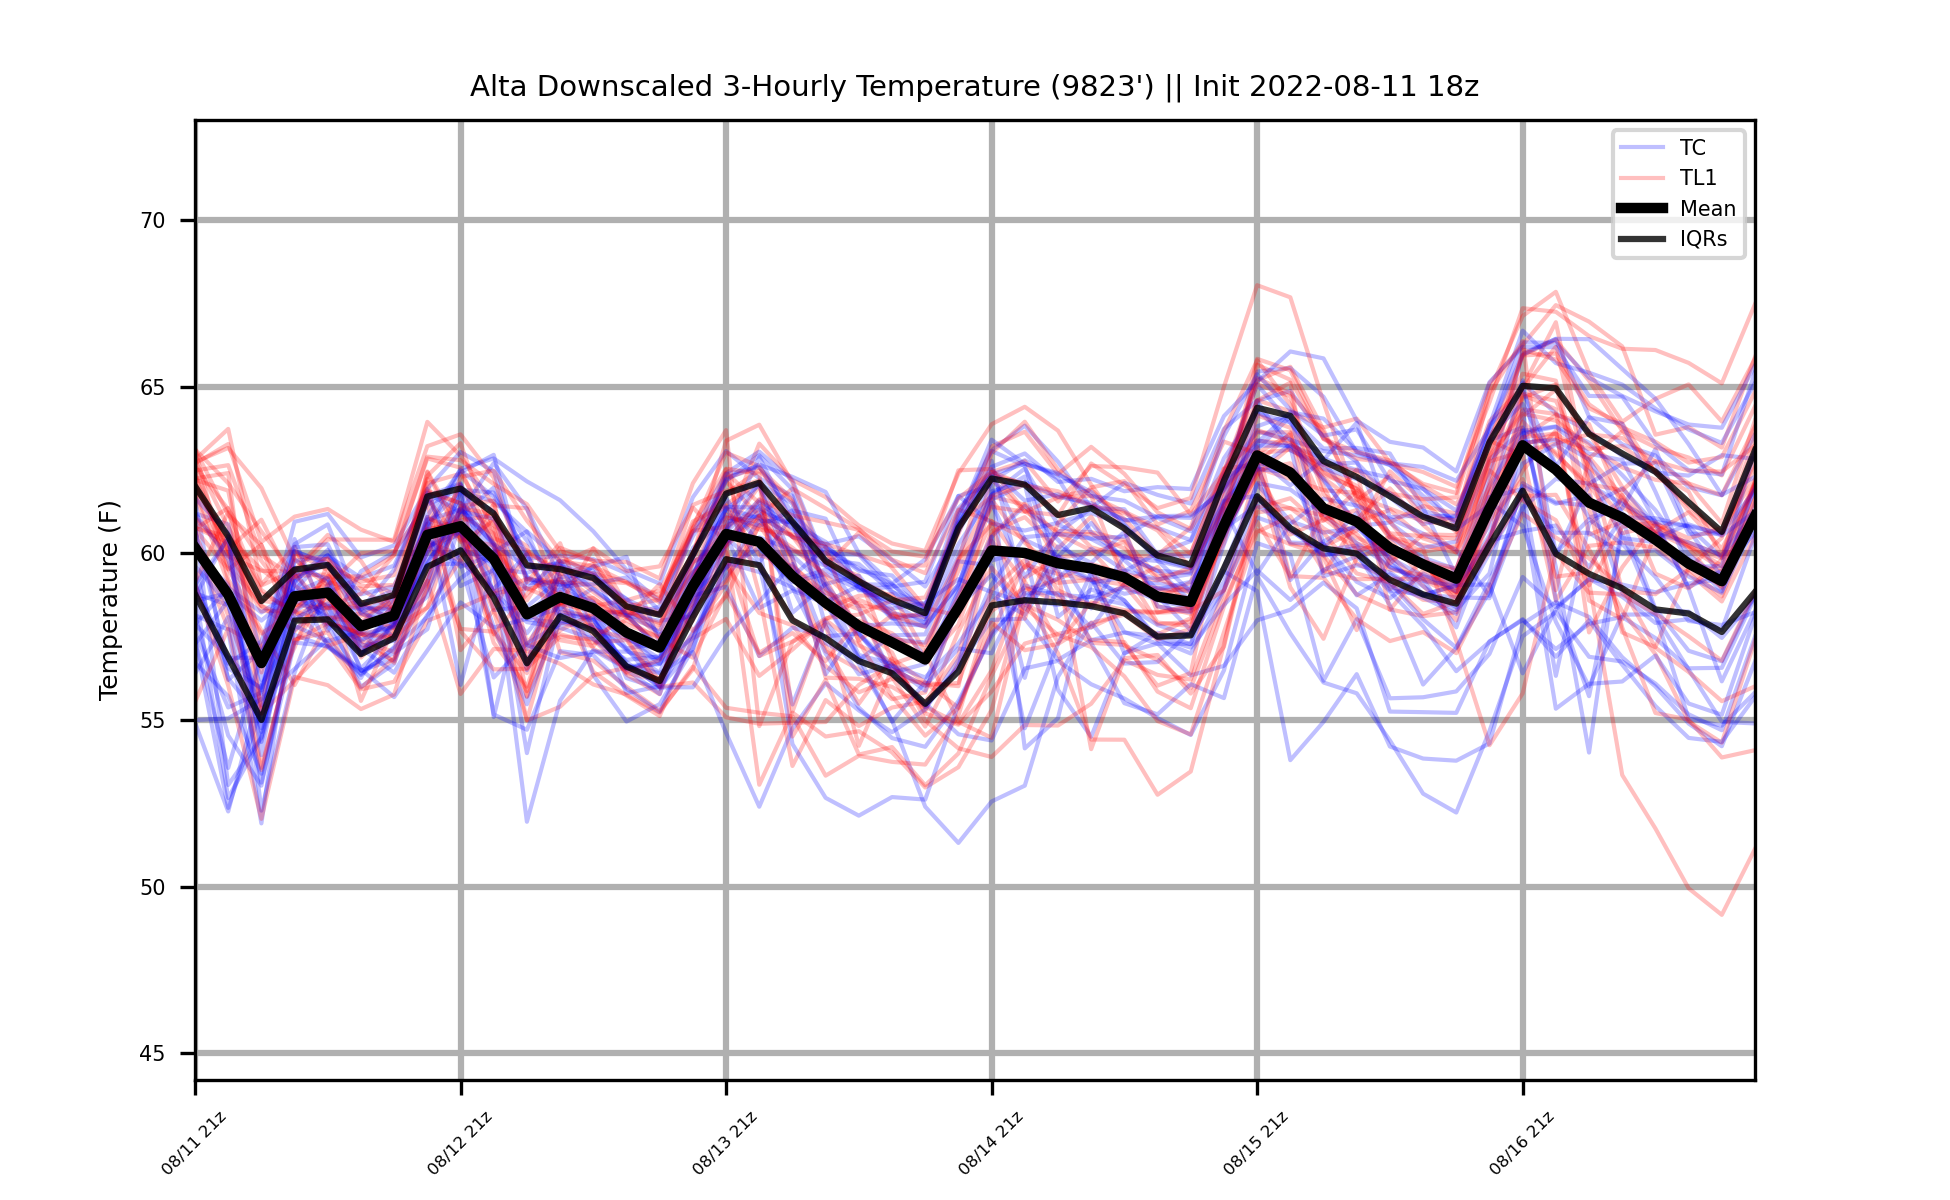 Alta Downscaled 3-Hourly Temperature (9823') || Init 2022-08-11 18z
TC
TL1
Mean
IQRs
Temperature (F)
70
65
60
55
50
45
08/11 21z
08/12 21z
08/13 21z
08/14 21z
08/15 21z
08/16 21z